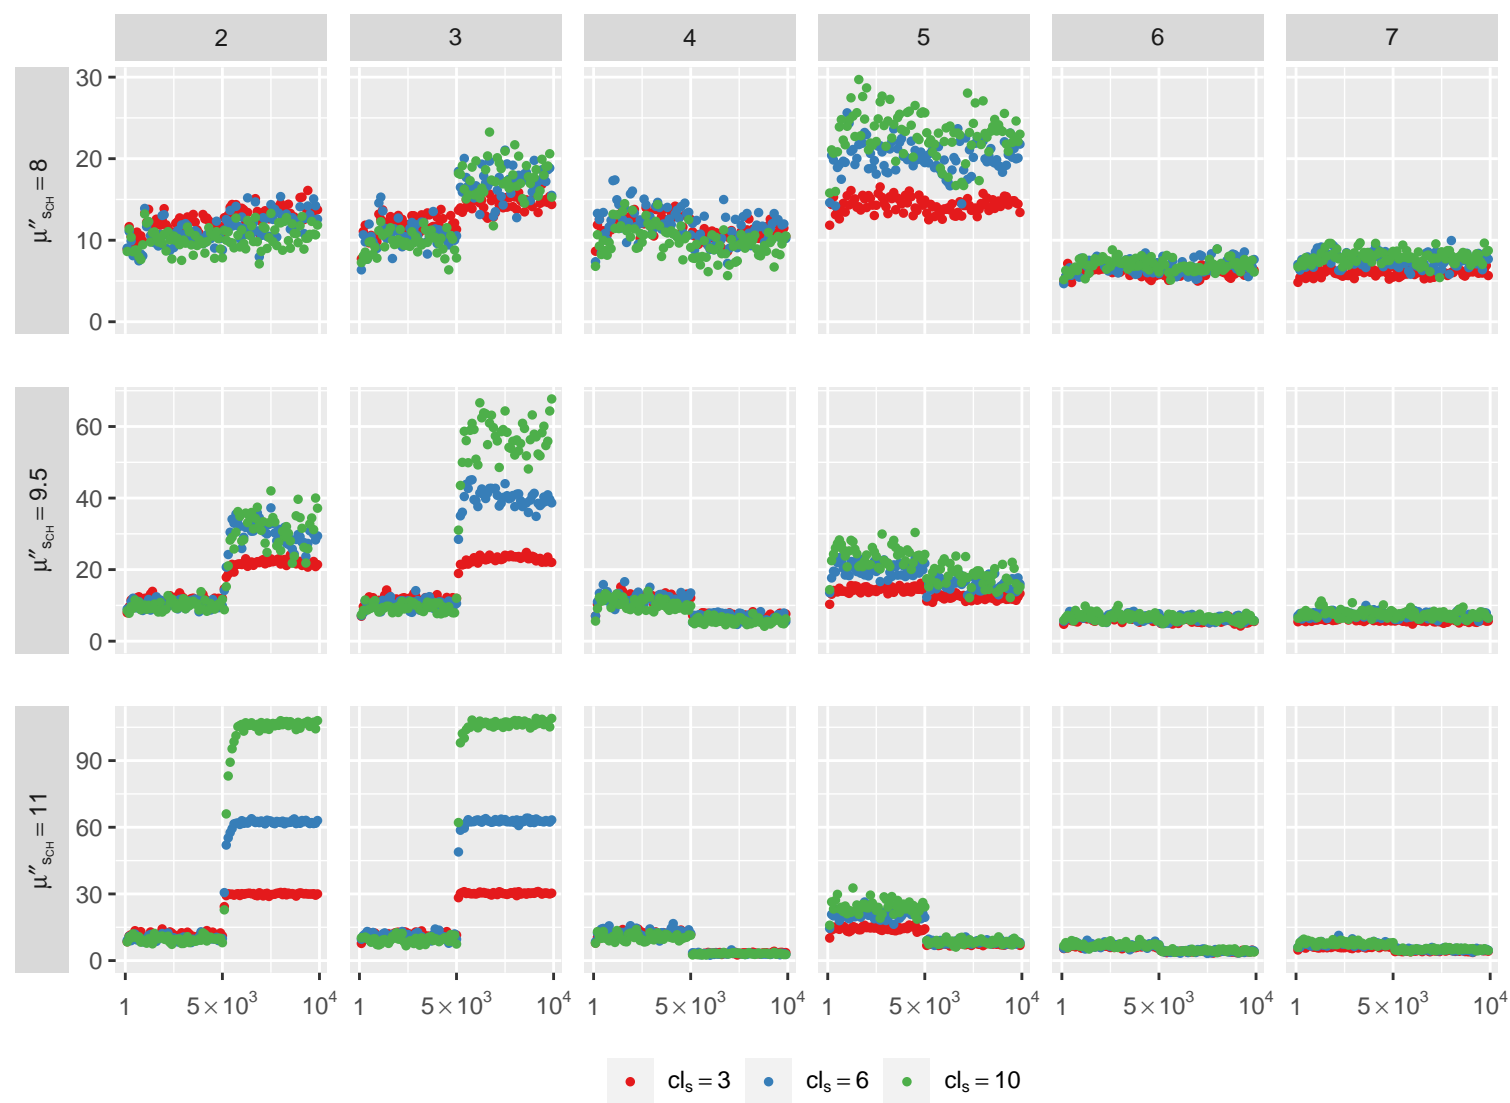 2 3 4 5 6 7
μ″sCH = 8
30
20
10
0
μ″sCH = 9.5
60
40
20
0
μ″sCH = 11
90
60
30
0
1 5×10³ 10⁴ 1 5×10³ 10⁴ 1 5×10³ 10⁴ 1 5×10³ 10⁴ 1 5×10³ 10⁴ 1 5×10³ 10⁴
cls = 3 cls = 6 cls = 10